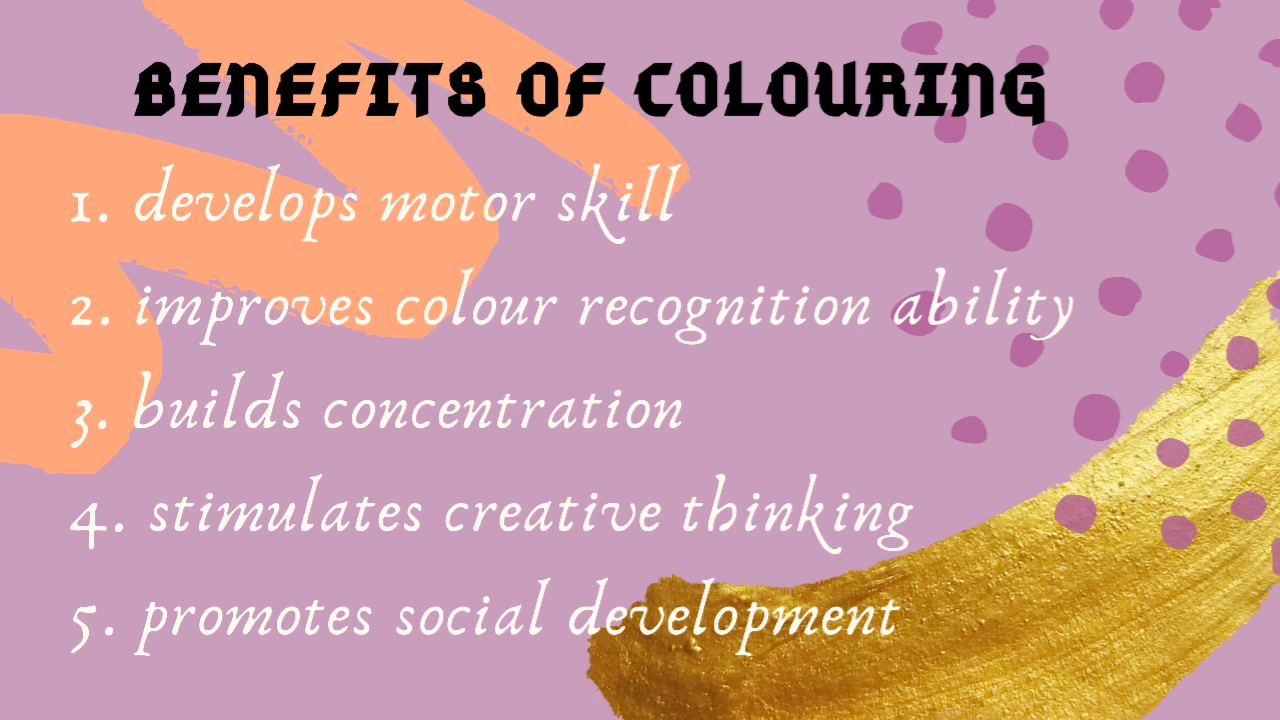 BENEFITS OF COLOURING
1. develops motor skill
2. improves colour recognition ability
3. builds concentration
4. stimulates creative thinking
5. promotes social development